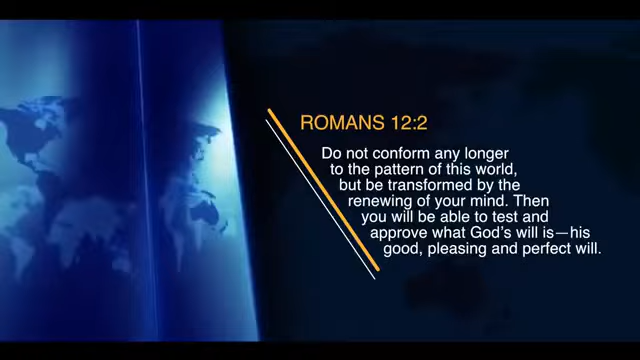 ROMANS 12:2
Do not conform any longer
to the pattern of this world,
but be transformed by the
renewing of your mind. Then
you will be able to test and
approve what God's will is—his
good, pleasing and perfect will.